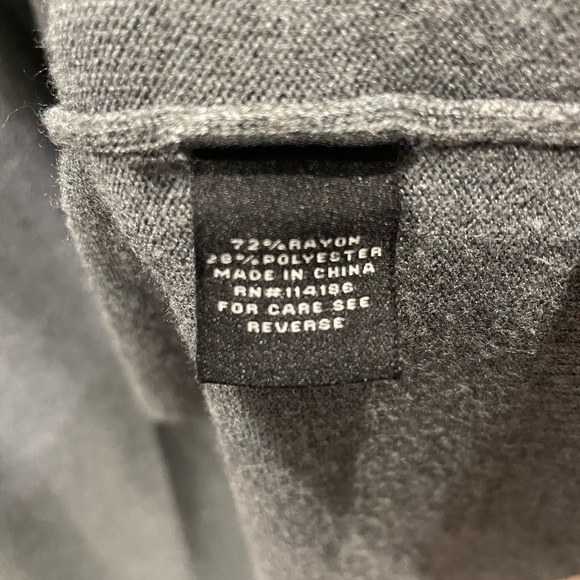 72% RAYON
28% POLYESTER
MADE IN CHINA
RN#114186
FOR CARE SEE
REVERSE